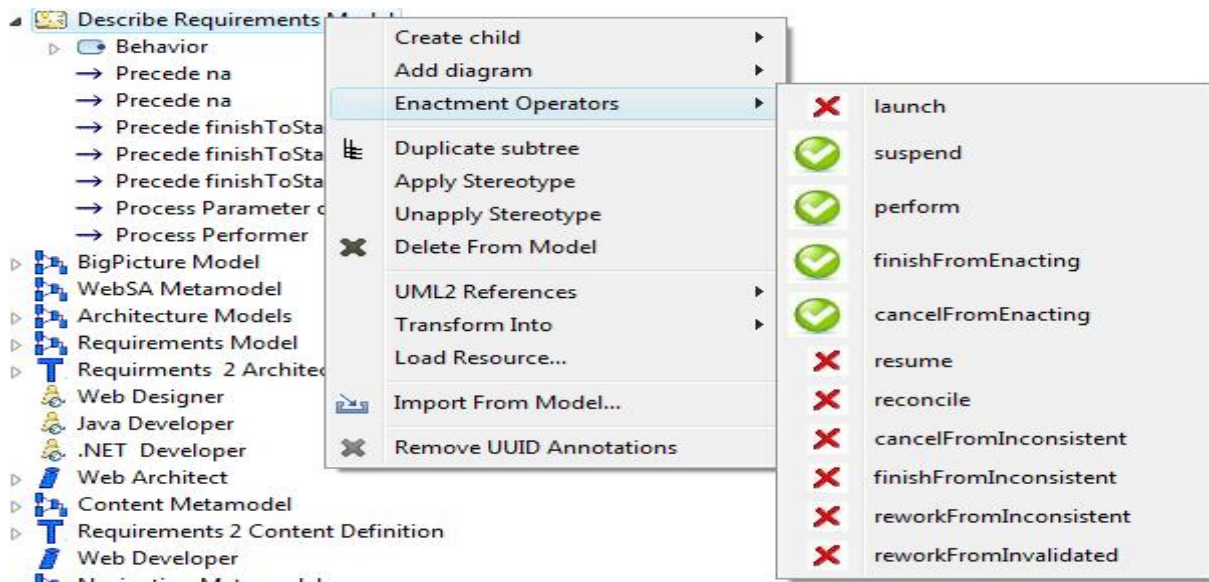 Describe Requirements
Behavior
Precede na
Precede na
Precede finishToSta
Precede finishToSta
Precede finishToSta
Process Parameter
Process Performer
BigPicture Model
WebSA Metamodel
Architecture Models
Requirements Model
Requirments 2 Architec
Web Designer
Java Developer
.NET Developer
Web Architect
Content Metamodel
Requirements 2 Content Definition
Web Developer
Create child
Add diagram
Enactment Operators
Duplicate subtree
Apply Stereotype
Unapply Stereotype
Delete From Model
UML2 References
Transform Into
Load Resource...
Import From Model...
Remove UUID Annotations
launch
suspend
perform
finishFromEnacting
cancelFromEnacting
resume
reconcile
cancelFromInconsistent
finishFromInconsistent
reworkFromInconsistent
reworkFromInvalidated